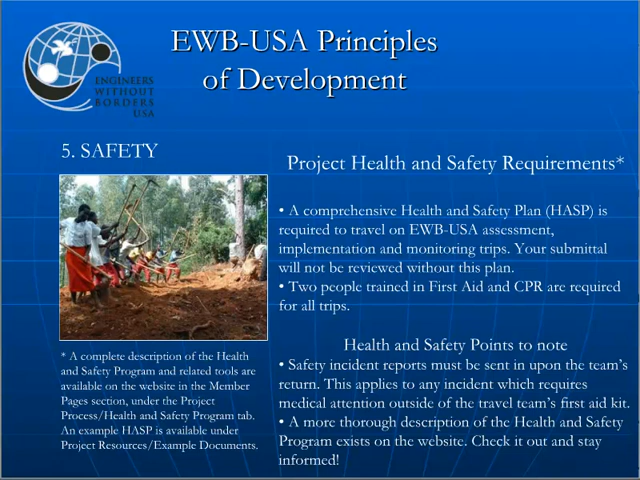 EWB-USA Principles
of Development
ENGINEERS
WITHOUT
BORDERS
USA
5. SAFETY
Project Health and Safety Requirements*
• A comprehensive Health and Safety Plan (HASP) is
required to travel on EWB-USA assessment,
implementation and monitoring trips. Your submittal
will not be reviewed without this plan.
• Two people trained in First Aid and CPR are required
for all trips.
Health and Safety Points to note
• Safety incident reports must be sent in upon the team's
return. This applies to any incident which requires
medical attention outside of the travel team's first aid kit.
• A more thorough description of the Health and Safety
Program exists on the website. Check it out and stay
informed!
* A complete description of the Health
and Safety Program and related tools are
available on the website in the Member
Pages section, under the Project
Process/Health and Safety Program tab.
An example HASP is available under
Project Resources/Example Documents.